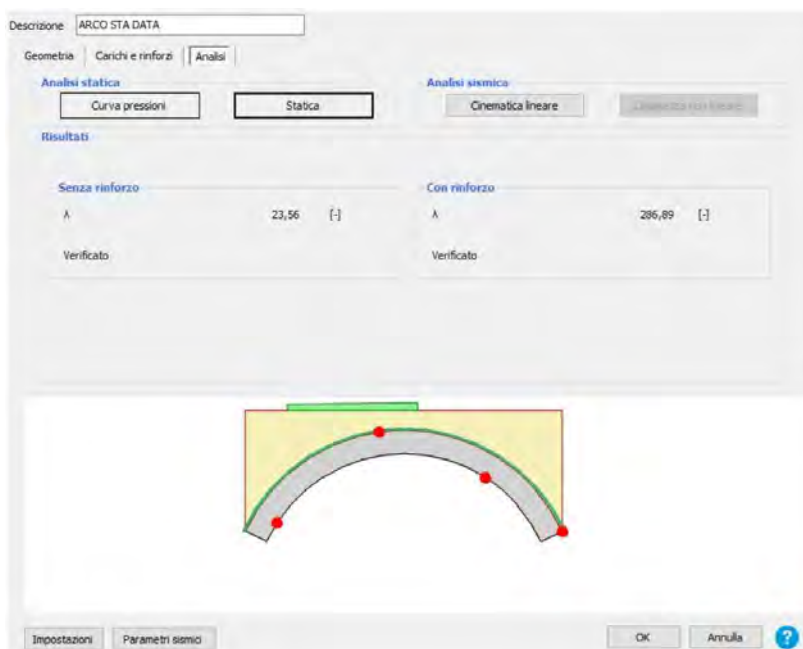 Descrizione ARCO STA DATA
Geometria Carichi e rinforzi Analisi
Analisi statica Analisi sismica
Curva pressioni Statica Cinematica lineare
Risultati
Senza rinforzo Con rinforzo
λ 23,56 [-] λ 286,89 [-]
Verificato Verificato
Impostazioni Parametri sismici OK Annulla ?